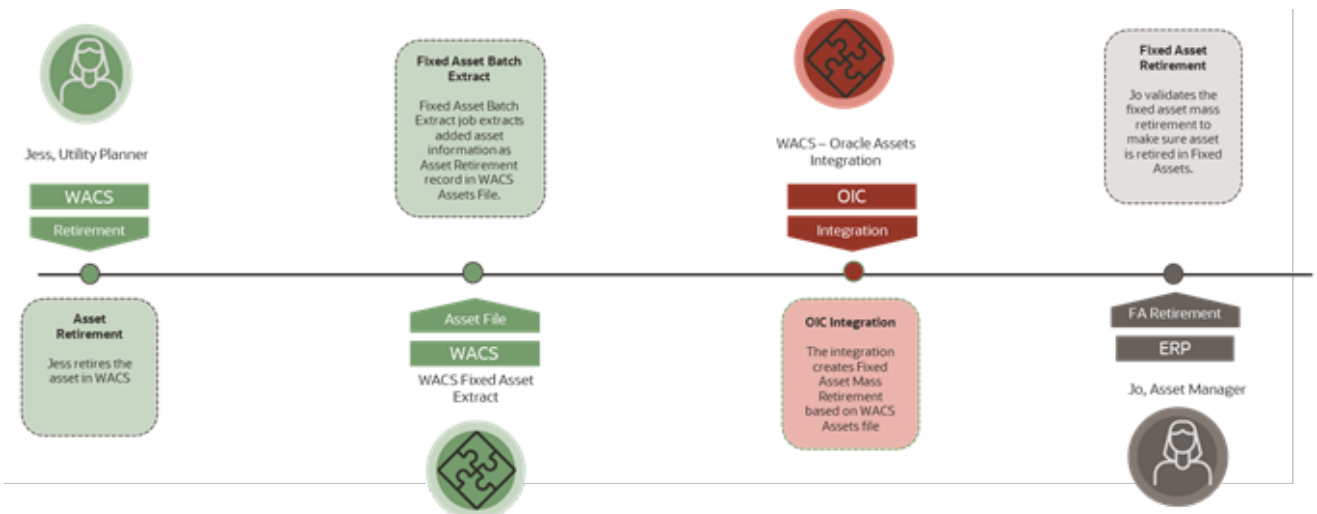 Jess, Utility Planner
WACS
Retirement
Asset
Retirement
Jess retires the
asset in WACS
Fixed Asset Batch
Extract
Fixed Asset Batch
Extract job extracts
added asset
information as
Asset Retirement
record in WACS
Assets File.
Asset File
WACS
WACS Fixed Asset
Extract
WACS – Oracle Assets
Integration
OIC
Integration
OIC Integration
The integration
creates Fixed
Asset Mass
Retirement
based on WACS
Assets file
Fixed Asset
Retirement
Jo validates the
fixed asset mass
retirement to
make sure asset
is retired in Fixed
Assets.
FA Retirement
ERP
Jo, Asset Manager